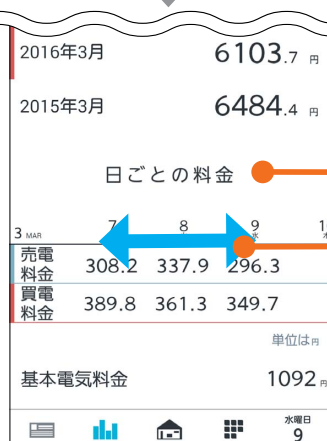 2016年3月 6103.7 円
2015年3月 6484.4 円
日ごとの料金
3 MAR 7 8 9 水 1
売電料金 308.2 337.9 296.3
買電料金 389.8 361.3 349.7
単位は円
基本電気料金 1092 円
水曜日
9